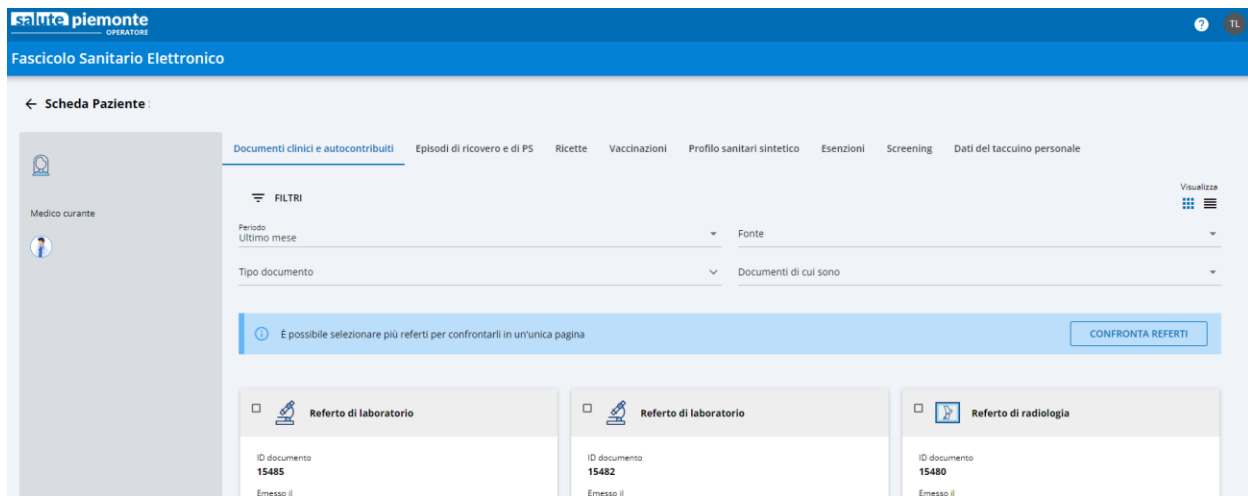 salute piemonte
OPERATORE
?
TL
Fascicolo Sanitario Elettronico
← Scheda Paziente :
Documenti clinici e autocontribuiti Episodi di ricovero e di PS Ricette Vaccinazioni Profilo sanitari sintetico Esenzioni Screening Dati del taccuino personale
Medico curante
FILTRI
Visualizza
Periodo
Ultimo mese
Fonte
Tipo documento
Documenti di cui sono
È possibile selezionare più referti per confrontarli in un'unica pagina
CONFRONTA REFERTI
Referto di laboratorio
ID documento
15485
Emesso il
Referto di laboratorio
ID documento
15482
Emesso il
Referto di radiologia
ID documento
15480
Emesso il